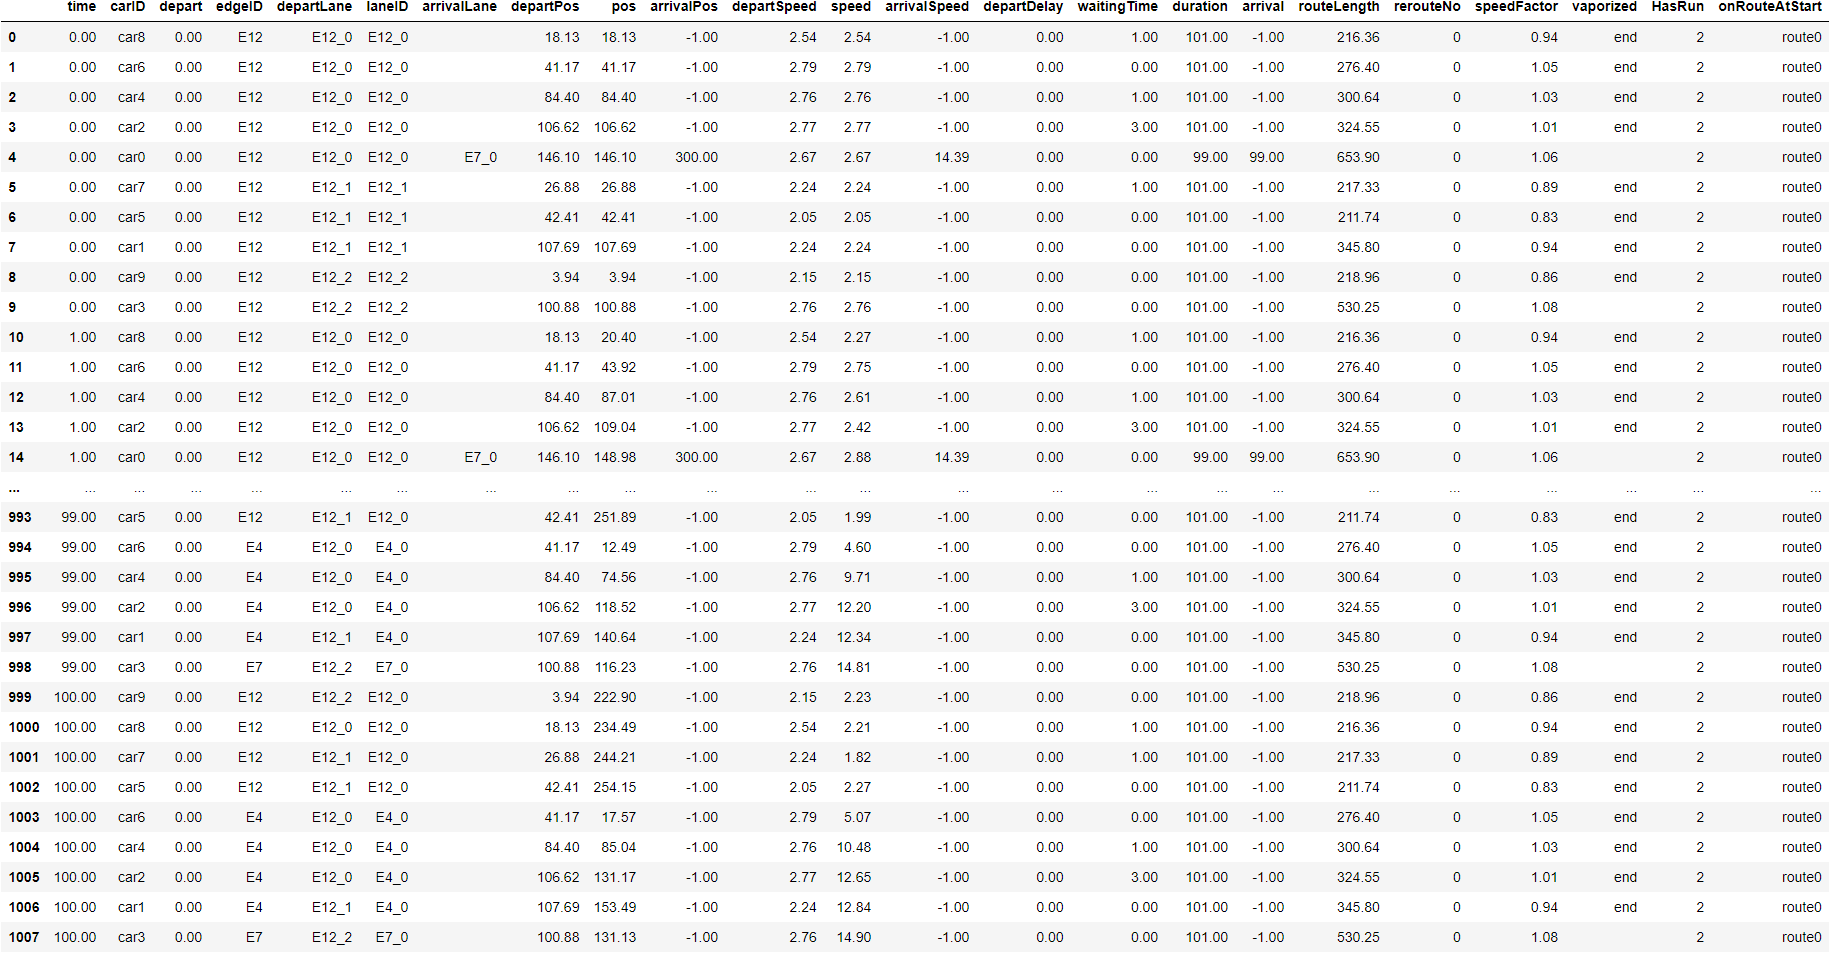 time carID depart edgeID departLane laneID arrivalLane departPos pos arrivalPos departSpeed speed arrivalSpeed departDelay waitingTime duration arrival routeLength rerouteNo speedFactor vaporized HasRun onRouteAtStart
0 0.00 car8 0.00 E12 E12_0 E12_0 18.13 18.13 -1.00 2.54 2.54 -1.00 0.00 1.00 101.00 -1.00 216.36 0 0.94 end 2 route0
1 0.00 car6 0.00 E12 E12_0 E12_0 41.17 41.17 -1.00 2.79 2.79 -1.00 0.00 0.00 101.00 -1.00 276.40 0 1.05 end 2 route0
2 0.00 car4 0.00 E12 E12_0 E12_0 84.40 84.40 -1.00 2.76 2.76 -1.00 0.00 1.00 101.00 -1.00 300.64 0 1.03 end 2 route0
3 0.00 car2 0.00 E12 E12_0 E12_0 106.62 106.62 -1.00 2.77 2.77 -1.00 0.00 3.00 101.00 -1.00 324.55 0 1.01 end 2 route0
4 0.00 car0 0.00 E12 E12_0 E12_0 E7_0 146.10 146.10 300.00 2.67 2.67 14.39 0.00 0.00 99.00 99.00 653.90 0 1.06 2 route0
5 0.00 car7 0.00 E12 E12_1 E12_1 26.88 26.88 -1.00 2.24 2.24 -1.00 0.00 1.00 101.00 -1.00 217.33 0 0.89 end 2 route0
6 0.00 car5 0.00 E12 E12_1 E12_1 42.41 42.41 -1.00 2.05 2.05 -1.00 0.00 0.00 101.00 -1.00 211.74 0 0.83 end 2 route0
7 0.00 car1 0.00 E12 E12_1 E12_1 107.69 107.69 -1.00 2.24 2.24 -1.00 0.00 0.00 101.00 -1.00 345.80 0 0.94 end 2 route0
8 0.00 car9 0.00 E12 E12_2 E12_2 3.94 3.94 -1.00 2.15 2.15 -1.00 0.00 0.00 101.00 -1.00 218.96 0 0.86 end 2 route0
9 0.00 car3 0.00 E12 E12_2 E12_2 100.88 100.88 -1.00 2.76 2.76 -1.00 0.00 0.00 101.00 -1.00 530.25 0 1.08 2 route0
10 1.00 car8 0.00 E12 E12_0 E12_0 18.13 20.40 -1.00 2.54 2.27 -1.00 0.00 1.00 101.00 -1.00 216.36 0 0.94 end 2 route0
11 1.00 car6 0.00 E12 E12_0 E12_0 41.17 43.92 -1.00 2.79 2.75 -1.00 0.00 0.00 101.00 -1.00 276.40 0 1.05 end 2 route0
12 1.00 car4 0.00 E12 E12_0 E12_0 84.40 87.01 -1.00 2.76 2.61 -1.00 0.00 1.00 101.00 -1.00 300.64 0 1.03 end 2 route0
13 1.00 car2 0.00 E12 E12_0 E12_0 106.62 109.04 -1.00 2.77 2.42 -1.00 0.00 3.00 101.00 -1.00 324.55 0 1.01 end 2 route0
14 1.00 car0 0.00 E12 E12_0 E12_0 E7_0 146.10 148.98 300.00 2.67 2.88 14.39 0.00 0.00 99.00 99.00 653.90 0 1.06 2 route0
... ... ... ... ... ... ... ... ... ... ... ... ... ... ... ... ... ... ... ... ... ... ... ...
993 99.00 car5 0.00 E12 E12_1 E12_0 42.41 251.89 -1.00 2.05 1.99 -1.00 0.00 0.00 101.00 -1.00 211.74 0 0.83 end 2 route0
994 99.00 car6 0.00 E4 E12_0 E4_0 41.17 12.49 -1.00 2.79 4.60 -1.00 0.00 0.00 101.00 -1.00 276.40 0 1.05 end 2 route0
995 99.00 car4 0.00 E4 E12_0 E4_0 84.40 74.56 -1.00 2.76 9.71 -1.00 0.00 1.00 101.00 -1.00 300.64 0 1.03 end 2 route0
996 99.00 car2 0.00 E4 E12_0 E4_0 106.62 118.52 -1.00 2.77 12.20 -1.00 0.00 3.00 101.00 -1.00 324.55 0 1.01 end 2 route0
997 99.00 car1 0.00 E4 E12_1 E4_0 107.69 140.64 -1.00 2.24 12.34 -1.00 0.00 0.00 101.00 -1.00 345.80 0 0.94 end 2 route0
998 99.00 car3 0.00 E7 E12_2 E7_0 100.88 116.23 -1.00 2.76 14.81 -1.00 0.00 0.00 101.00 -1.00 530.25 0 1.08 2 route0
999 100.00 car9 0.00 E12 E12_2 E12_0 3.94 222.90 -1.00 2.15 2.23 -1.00 0.00 0.00 101.00 -1.00 218.96 0 0.86 end 2 route0
1000 100.00 car8 0.00 E12 E12_0 E12_0 18.13 234.49 -1.00 2.54 2.21 -1.00 0.00 1.00 101.00 -1.00 216.36 0 0.94 end 2 route0
1001 100.00 car7 0.00 E12 E12_1 E12_0 26.88 244.21 -1.00 2.24 1.82 -1.00 0.00 1.00 101.00 -1.00 217.33 0 0.89 end 2 route0
1002 100.00 car5 0.00 E12 E12_1 E12_0 42.41 254.15 -1.00 2.05 2.27 -1.00 0.00 0.00 101.00 -1.00 211.74 0 0.83 end 2 route0
1003 100.00 car6 0.00 E4 E12_0 E4_0 41.17 17.57 -1.00 2.79 5.07 -1.00 0.00 0.00 101.00 -1.00 276.40 0 1.05 end 2 route0
1004 100.00 car4 0.00 E4 E12_0 E4_0 84.40 85.04 -1.00 2.76 10.48 -1.00 0.00 1.00 101.00 -1.00 300.64 0 1.03 end 2 route0
1005 100.00 car2 0.00 E4 E12_0 E4_0 106.62 131.17 -1.00 2.77 12.65 -1.00 0.00 3.00 101.00 -1.00 324.55 0 1.01 end 2 route0
1006 100.00 car1 0.00 E4 E12_1 E4_0 107.69 153.49 -1.00 2.24 12.84 -1.00 0.00 0.00 101.00 -1.00 345.80 0 0.94 end 2 route0
1007 100.00 car3 0.00 E7 E12_2 E7_0 100.88 131.13 -1.00 2.76 14.90 -1.00 0.00 0.00 101.00 -1.00 530.25 0 1.08 2 route0